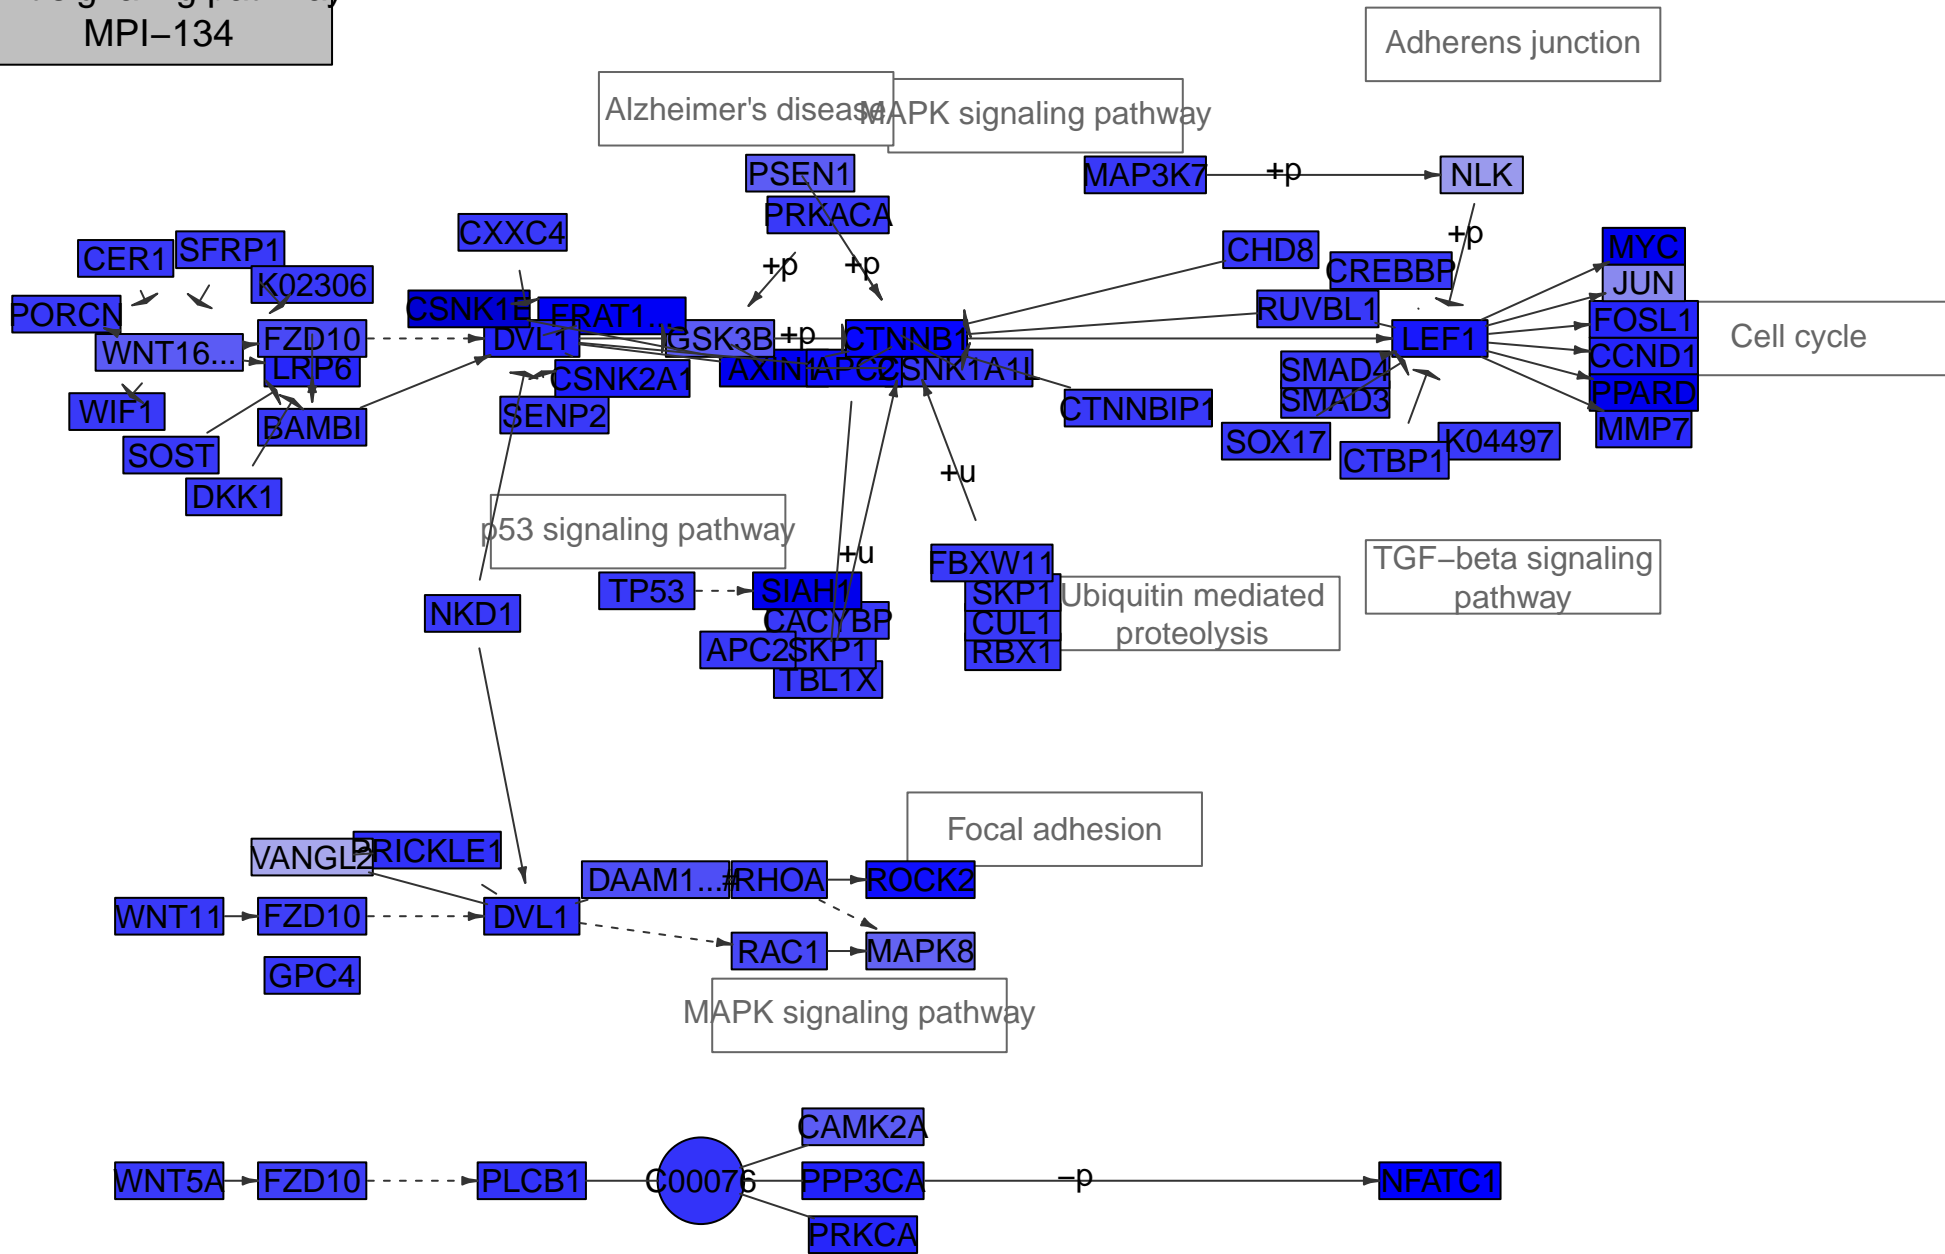 signaling pathway
MPI−134
Adherens junction
Alzheimer's disease
MAPK signaling pathway
PSEN1
MAP3K7
+p
NLK
PRKACA
CXXC4
CER1
SFRP1
K02306
+p
+p
+p
CHD8
CREBBP
MYC
JUN
PORCN
CSNK1E
FRAT1...
RUVBL1
FOSL1
WNT16...
FZD10
DVL1
GSK3B
+p
CTNNB1
LEF1
Cell cycle
CCND1
LRP6
AXIN1
APC2
CSNK1A1L
SMAD4
CSNK2A1
PPARD
WIF1
SENP2
CTNNBIP1
SMAD3
BAMBI
MMP7
SOST
SOX17
K04497
CTBP1
DKK1
+u
p53 signaling pathway
+u
FBXW11
TGF−beta signaling
pathway
TP53
SIAH1
SKP1
Ubiquitin mediated
proteolysis
NKD1
CACYBP
CUL1
APC2
SKP1
RBX1
TBL1X
Focal adhesion
VANGL2
PRICKLE1
DAAM1...
RHOA
ROCK2
WNT11
FZD10
DVL1
RAC1
MAPK8
GPC4
MAPK signaling pathway
CAMK2A
WNT5A
FZD10
PLCB1
C00076
PPP3CA
−p
NFATC1
PRKCA